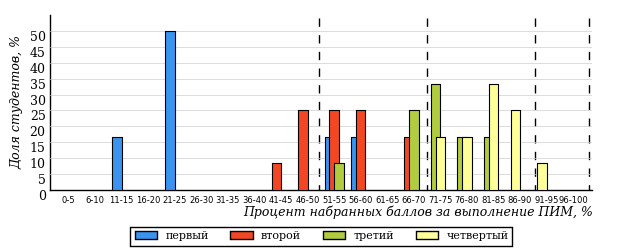 Доля студентов, %
50
45
40
35
30
25
20
15
10
5
0
0-5 6-10 11-15 16-20 21-25 26-30 31-35 36-40 41-45 46-50 51-55 56-60 61-65 66-70 71-75 76-80 81-85 86-90 91-95 96-100
Процент набранных баллов за выполнение ПИМ, %
первый второй третий четвертый